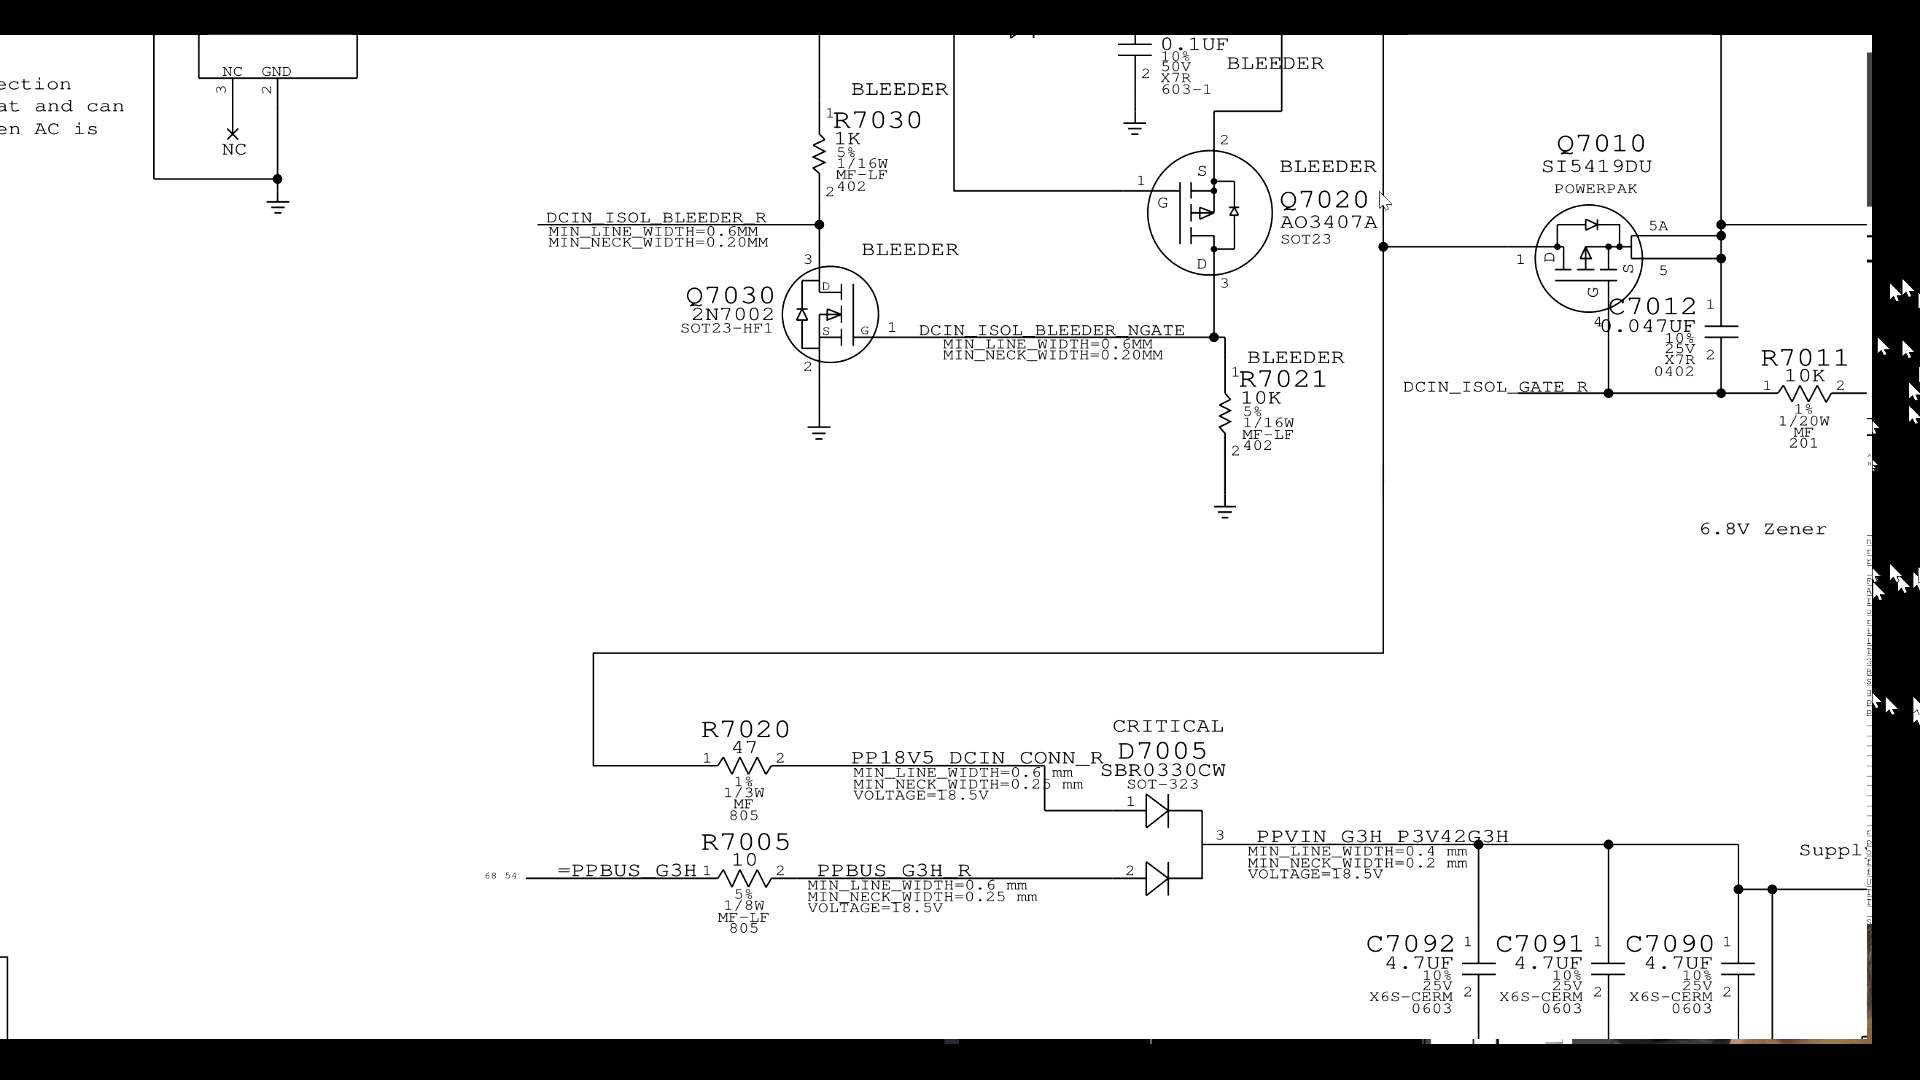 ection
at and can
en AC is
NC GND
3 2
NC
BLEEDER
1
R7030
1K
5%
1/16W
MF-LF
402
2
DCIN_ISOL_BLEEDER_R
MIN_LINE_WIDTH=0.6MM
MIN_NECK_WIDTH=0.20MM
BLEEDER
3
Q7030
2N7002
SOT23-HF1
D
S
G
1
2
DCIN_ISOL_BLEEDER_NGATE
MIN_LINE_WIDTH=0.6MM
MIN_NECK_WIDTH=0.20MM
0.1UF
10%
50V
X7R
603-1
2
BLEEDER
2
1
S
G
D
3
BLEEDER
Q7020
AO3407A
SOT23
BLEEDER
1
R7021
10K
5%
1/16W
MF-LF
402
2
Q7010
SI5419DU
POWERPAK
5A
1
D
S
5
G
4
C7012
0.047UF
10%
25V
X7R
0402
1
2
DCIN_ISOL_GATE_R
R7011
10K
1 2
1%
1/20W
MF
201
6.8V Zener
R7020
47
1 2
1%
1/3W
MF
805
PP18V5_DCIN_CONN_R
MIN_LINE_WIDTH=0.6 mm
MIN_NECK_WIDTH=0.25 mm
VOLTAGE=18.5V
CRITICAL
D7005
SBR0330CW
SOT-323
1
2
3
R7005
10
68 54
=PPBUS_G3H
1 2
5%
1/8W
MF-LF
805
PPBUS_G3H_R
MIN_LINE_WIDTH=0.6 mm
MIN_NECK_WIDTH=0.25 mm
VOLTAGE=18.5V
PPVIN_G3H_P3V42G3H
MIN_LINE_WIDTH=0.4 mm
MIN_NECK_WIDTH=0.2 mm
VOLTAGE=18.5V
Supply
C7092
4.7UF
10%
25V
X6S-CERM
0603
1
2
C7091
4.7UF
10%
25V
X6S-CERM
0603
1
2
C7090
4.7UF
10%
25V
X6S-CERM
0603
1
2